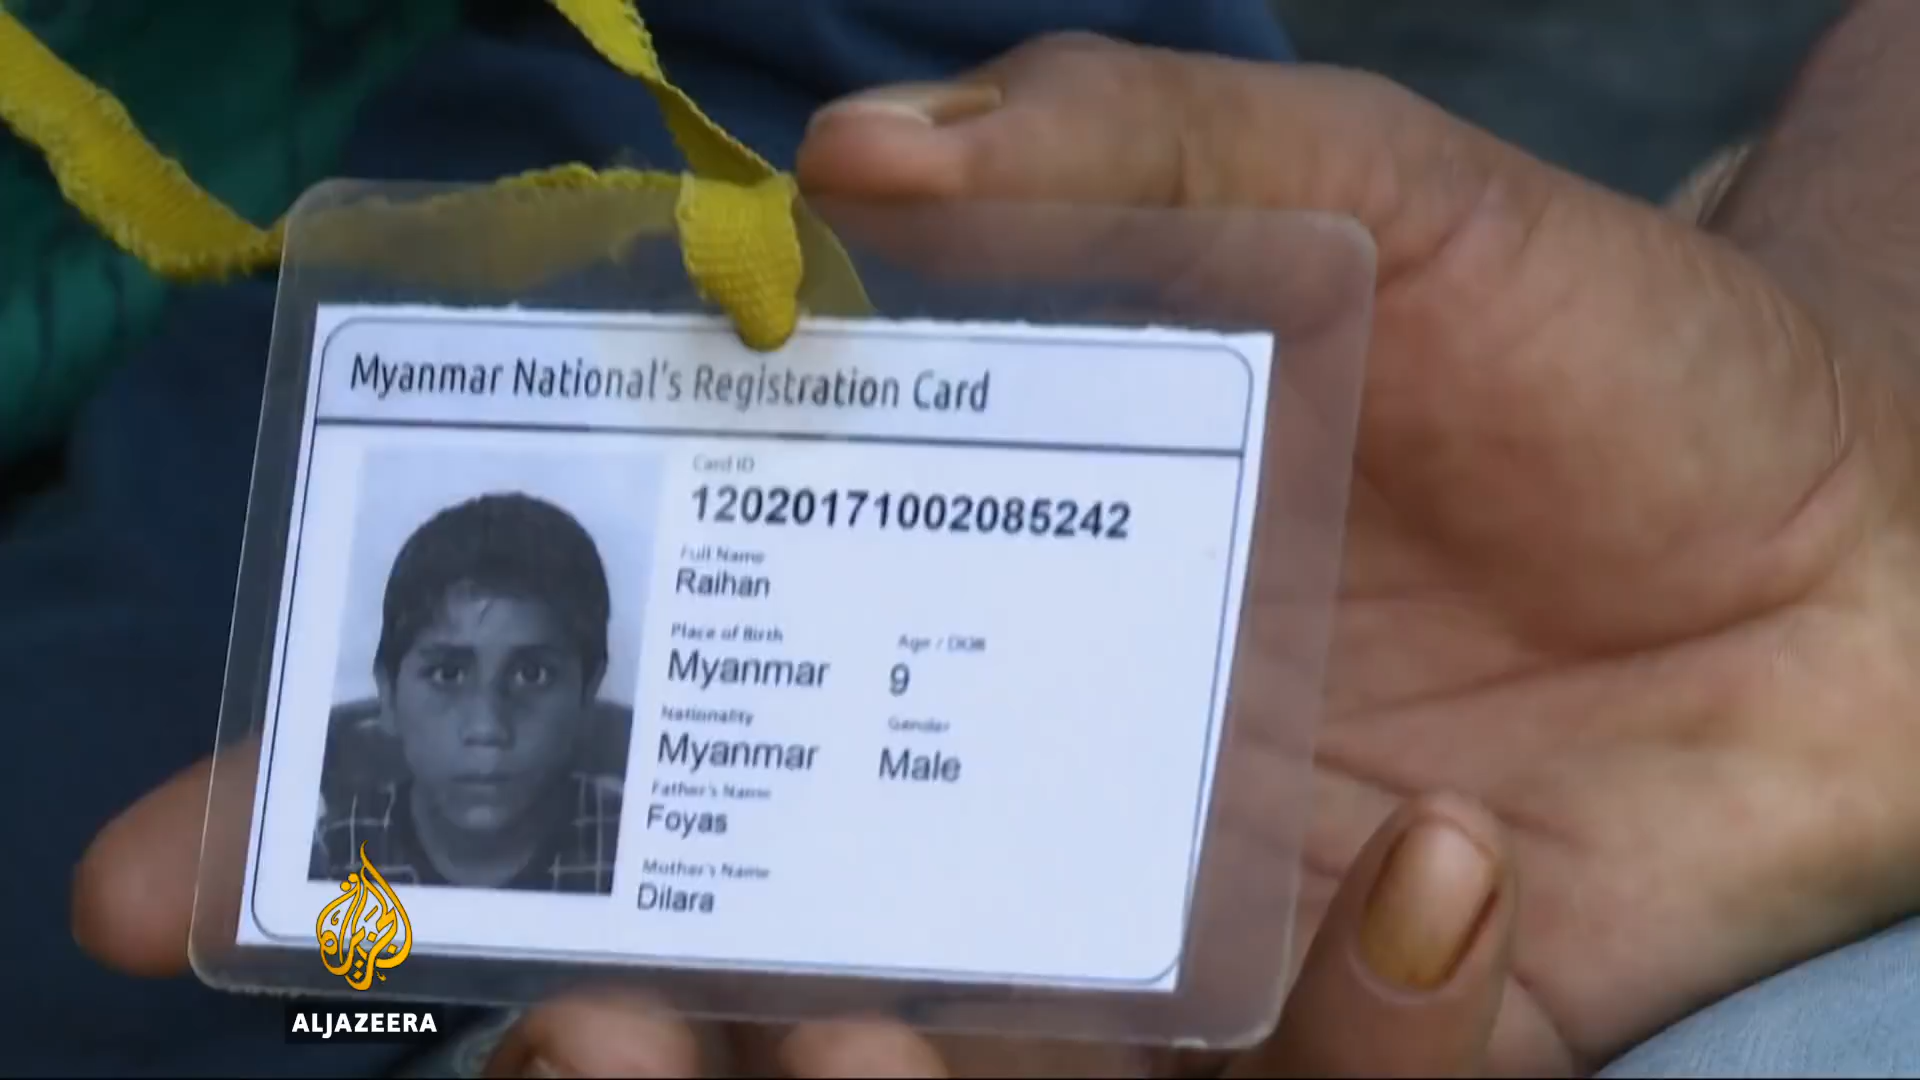 Myanmar National's Registration Card
Card ID
12020171002085242
Full Name
Raihan
Place of Birth
Age / DOB
Myanmar
9
Nationality
Gender
Myanmar
Male
Father's Name
Foyas
Mother's Name
Dilara
الجزيرة
ALJAZEERA